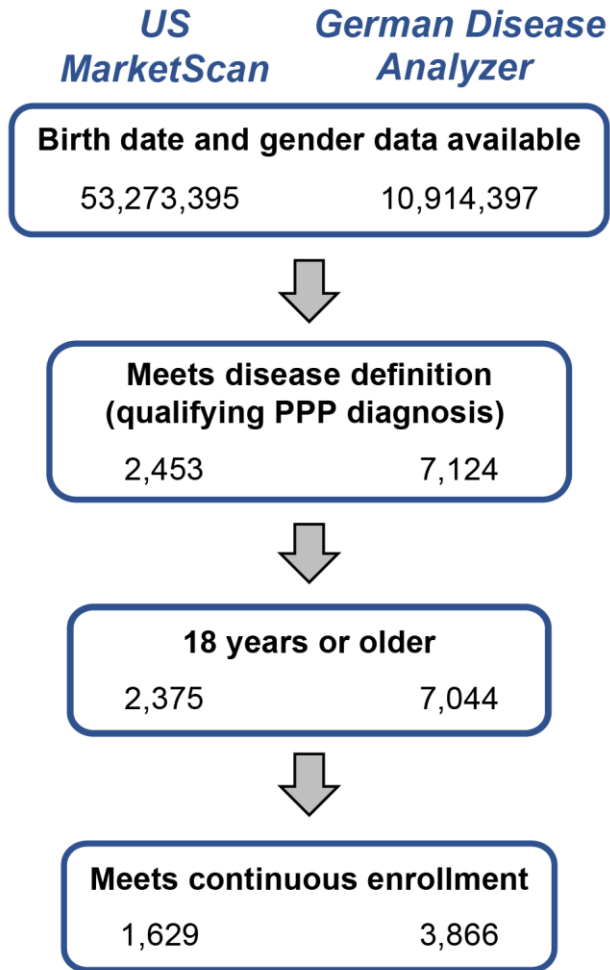 US German Disease
MarketScan Analyzer
Birth date and gender data available
53,273,395 10,914,397
Meets disease definition
(qualifying PPP diagnosis)
2,453 7,124
18 years or older
2,375 7,044
Meets continuous enrollment
1,629 3,866